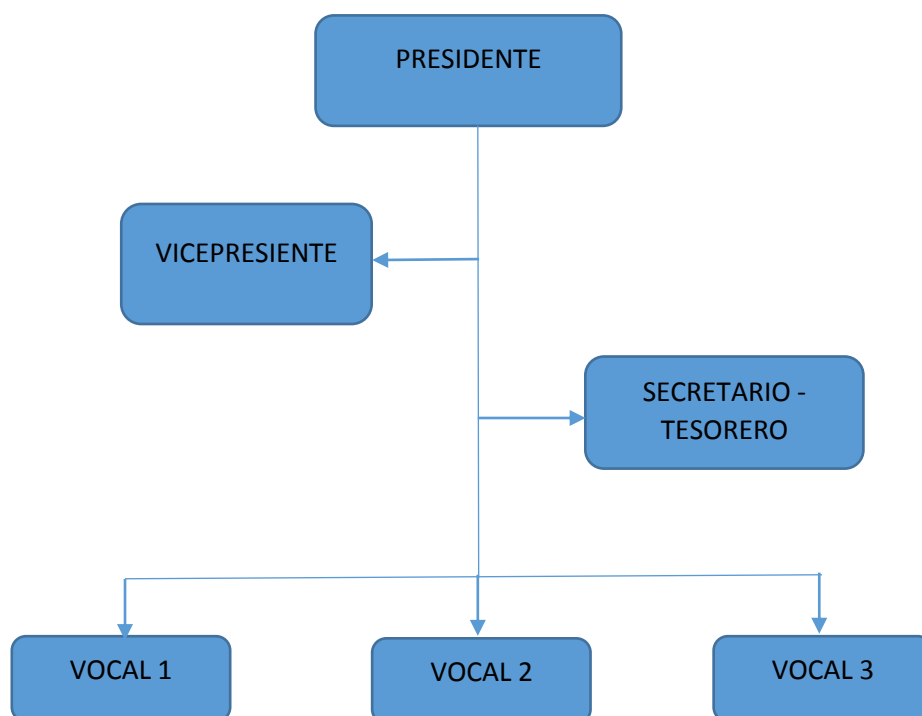 PRESIDENTE
VICEPRESIENTE
SECRETARIO -
TESORERO
VOCAL 1
VOCAL 2
VOCAL 3